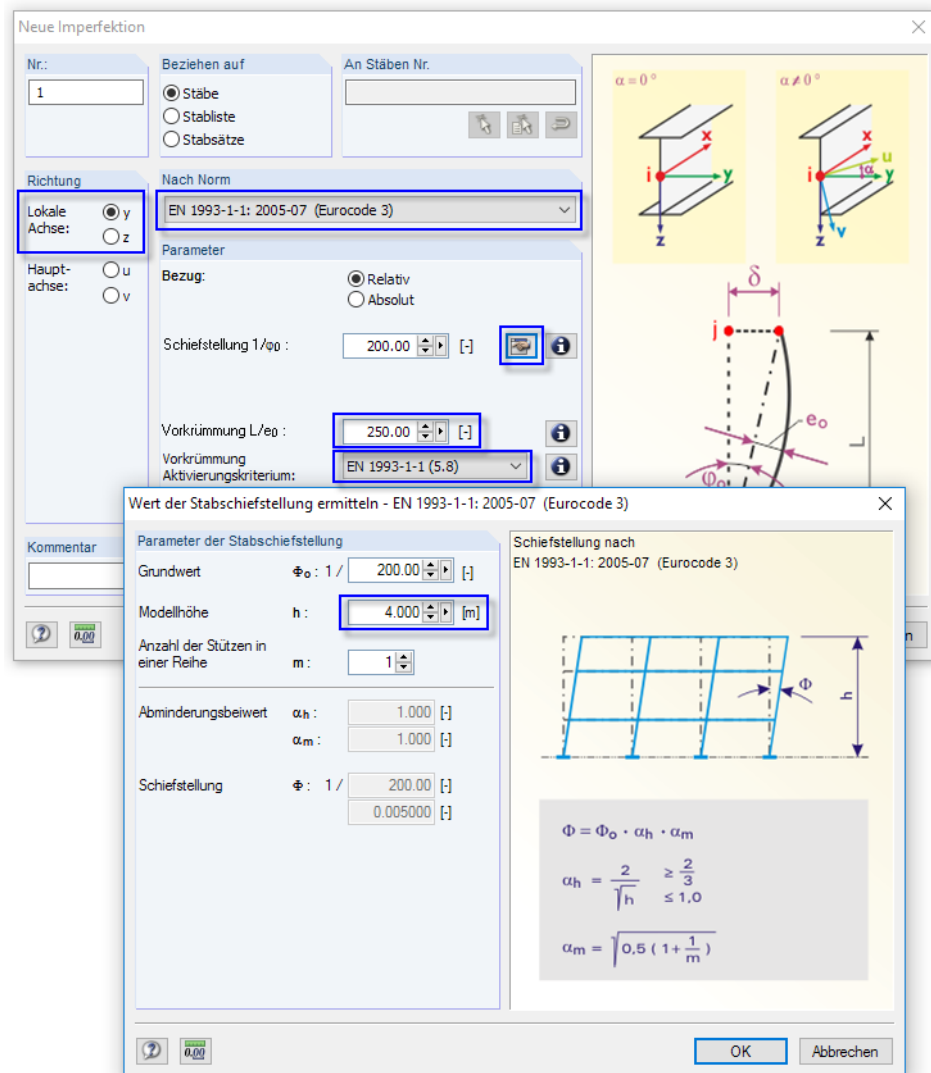 Neue Imperfektion
Nr.:
1
Beziehen auf
Stäbe
Stabliste
Stabsätze
An Stäben Nr.
Richtung
Lokale
Achse:
y
z
Haupt-
achse:
u
v
Nach Norm
EN 1993-1-1: 2005-07 (Eurocode 3)
Parameter
Bezug:
Relativ
Absolut
Schiefstellung 1/φ0 :
200.00
[-]
Vorkrümmung L/e0 :
250.00
[-]
Vorkrümmung
Aktivierungskriterium:
EN 1993-1-1 (5.8)
α = 0 °
α ≠ 0 °
x
i
y
z
x
u
i
α
y
z
v
δ
j
e₀
L
φ₀
Kommentar
0.00
n
Wert der Stabschiefstellung ermitteln - EN 1993-1-1: 2005-07 (Eurocode 3)
Parameter der Stabschiefstellung
Grundwert Φ₀ : 1 / 200.00 [-]
Modellhöhe h : 4.000 [m]
Anzahl der Stützen in
einer Reihe m : 1
Abminderungsbeiwert αh : 1.000 [-]
αm : 1.000 [-]
Schiefstellung Φ : 1 / 200.00 [-]
0.005000 [-]
Schiefstellung nach
EN 1993-1-1: 2005-07 (Eurocode 3)
Φ
h
Φ = Φ₀ · αh · αm
αh = 2 / √h ≥ 2/3 ≤ 1,0
αm = √0,5 ( 1+ 1/m )
0.00
OK
Abbrechen